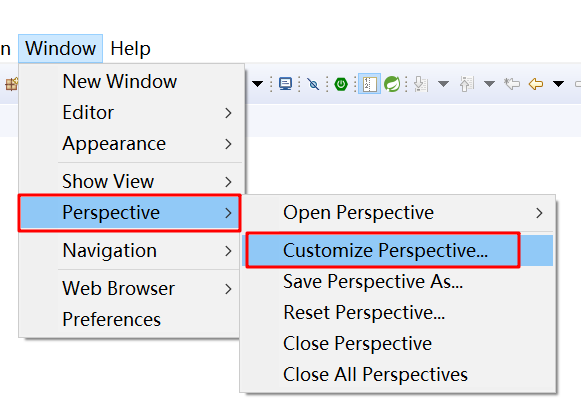 n Window Help
New Window
Editor
Appearance
Show View
Perspective
Navigation
Web Browser
Preferences
Open Perspective
Customize Perspective...
Save Perspective As...
Reset Perspective...
Close Perspective
Close All Perspectives